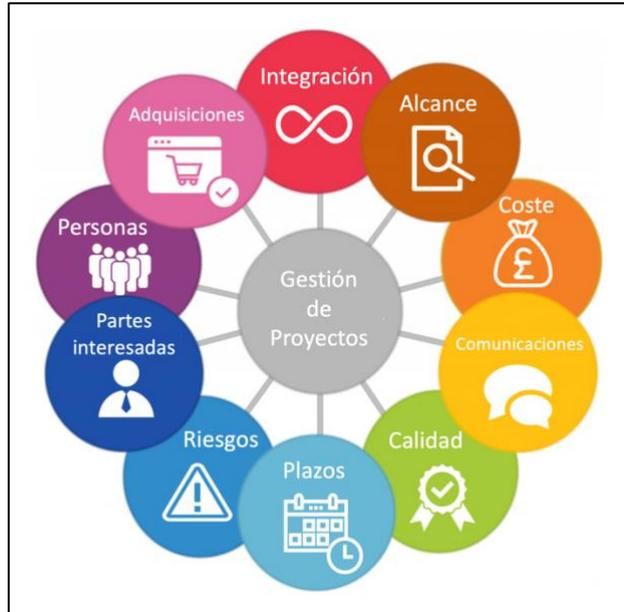 Integración
Alcance
Coste
£
Comunicaciones
Calidad
Plazos
Riesgos
Partes
interesadas
Personas
Adquisiciones
Gestión
de
Proyectos